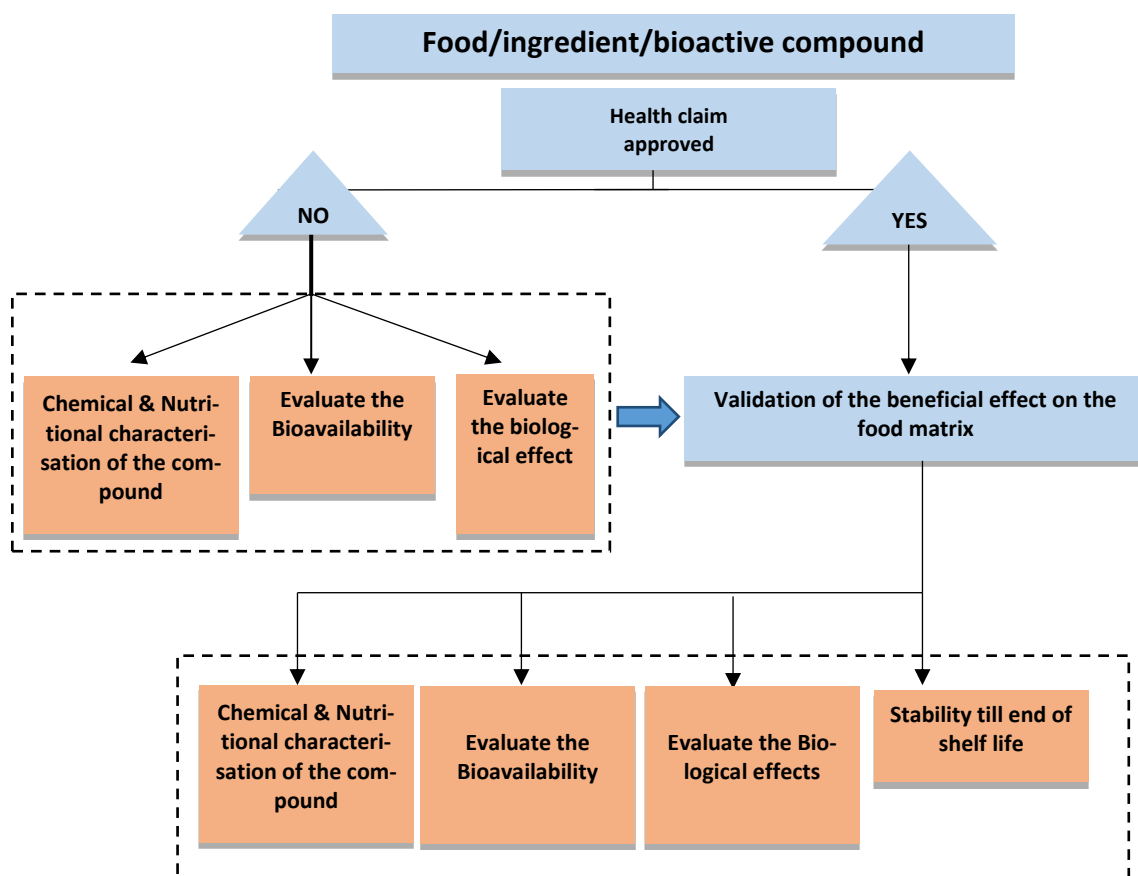 Food/ingredient/bioactive compound
Health claim
approved
NO
YES
Chemical & Nutri-
tional characteri-
sation of the com-
pound
Evaluate the
Bioavailability
Evaluate
the biolog-
ical effect
Validation of the beneficial effect on the
food matrix
Chemical & Nutri-
tional characteri-
sation of the com-
pound
Evaluate the
Bioavailability
Evaluate the Bio-
logical effects
Stability till end of
shelf life